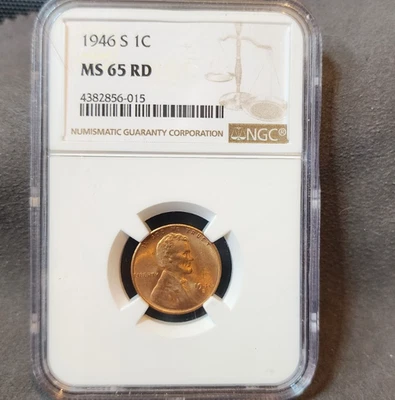 1946 S 1C
MS 65 RD
4382856-015
NUMISMATIC GUARANTY CORPORATION
NGC®